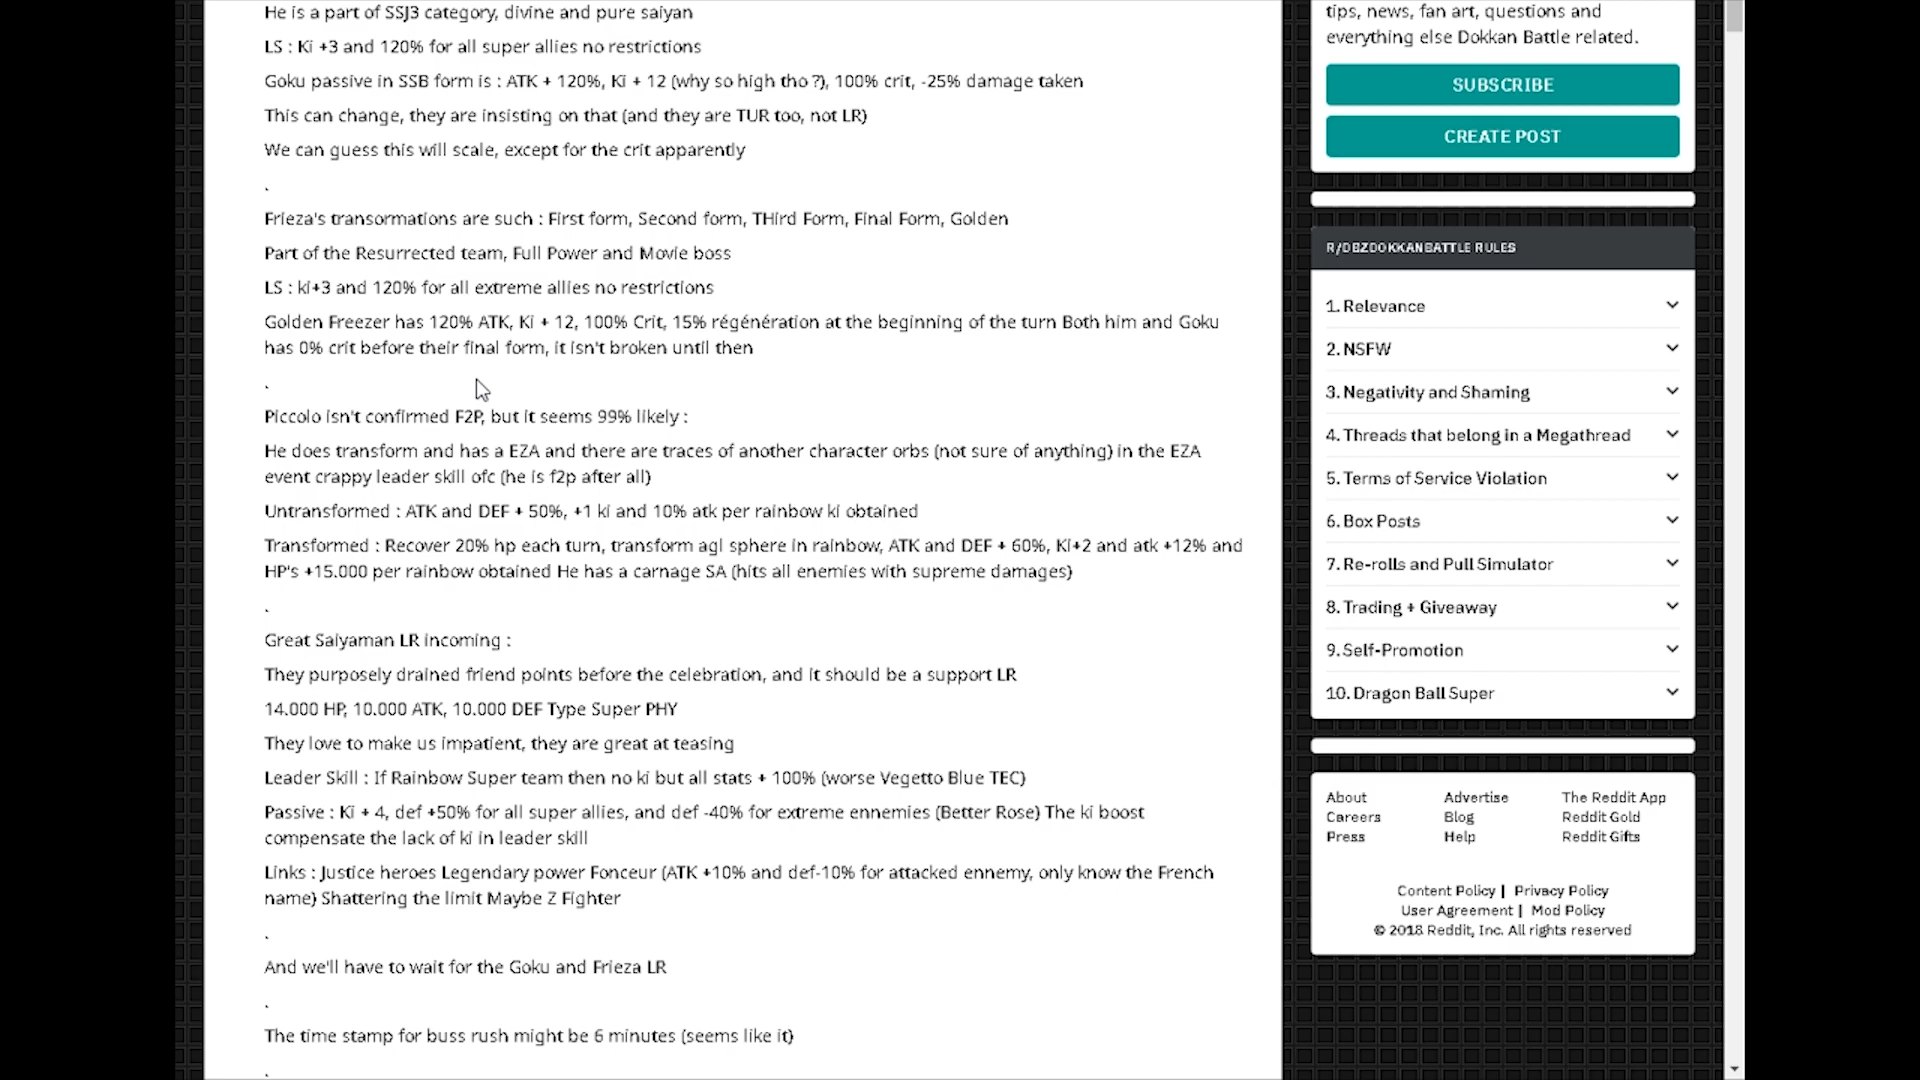 He is a part of SSJ3 category, divine and pure saiyan
LS : Ki +3 and 120% for all super allies no restrictions
Goku passive in SSB form is : ATK + 120%, Ki + 12 (why so high tho ?), 100% crit, -25% damage taken
This can change, they are insisting on that (and they are TUR too, not LR)
We can guess this will scale, except for the crit apparently
.
Frieza's transormations are such : First form, Second form, THird Form, Final Form, Golden
Part of the Resurrected team, Full Power and Movie boss
LS : ki+3 and 120% for all extreme allies no restrictions
Golden Freezer has 120% ATK, Ki + 12, 100% Crit, 15% régénération at the beginning of the turn Both him and Goku
has 0% crit before their final form, it isn't broken until then
.
Piccolo isn't confirmed F2P, but it seems 99% likely :
He does transform and has a EZA and there are traces of another character orbs (not sure of anything) in the EZA
event crappy leader skill ofc (he is f2p after all)
Untransformed : ATK and DEF + 50%, +1 ki and 10% atk per rainbow ki obtained
Transformed : Recover 20% hp each turn, transform agl sphere in rainbow, ATK and DEF + 60%, Ki+2 and atk +12% and
HP's +15.000 per rainbow obtained He has a carnage SA (hits all enemies with supreme damages)
.
Great Saiyaman LR incoming :
They purposely drained friend points before the celebration, and it should be a support LR
14.000 HP, 10.000 ATK, 10.000 DEF Type Super PHY
They love to make us impatient, they are great at teasing
Leader Skill : If Rainbow Super team then no ki but all stats + 100% (worse Vegetto Blue TEC)
Passive : Ki + 4, def +50% for all super allies, and def -40% for extreme ennemies (Better Rose) The ki boost
compensate the lack of ki in leader skill
Links : Justice heroes Legendary power Fonceur (ATK +10% and def-10% for attacked ennemy, only know the French
name) Shattering the limit Maybe Z Fighter
.
And we'll have to wait for the Goku and Frieza LR
.
The time stamp for buss rush might be 6 minutes (seems like it)
.
tips, news, fan art, questions and
everything else Dokkan Battle related.
SUBSCRIBE
CREATE POST
R/DBZDOKKANBATTLE RULES
1. Relevance
2. NSFW
3. Negativity and Shaming
4. Threads that belong in a Megathread
5. Terms of Service Violation
6. Box Posts
7. Re-rolls and Pull Simulator
8. Trading + Giveaway
9. Self-Promotion
10. Dragon Ball Super
About Advertise The Reddit App
Careers Blog Reddit Gold
Press Help Reddit Gifts
Content Policy | Privacy Policy
User Agreement | Mod Policy
© 2018 Reddit, Inc. All rights reserved